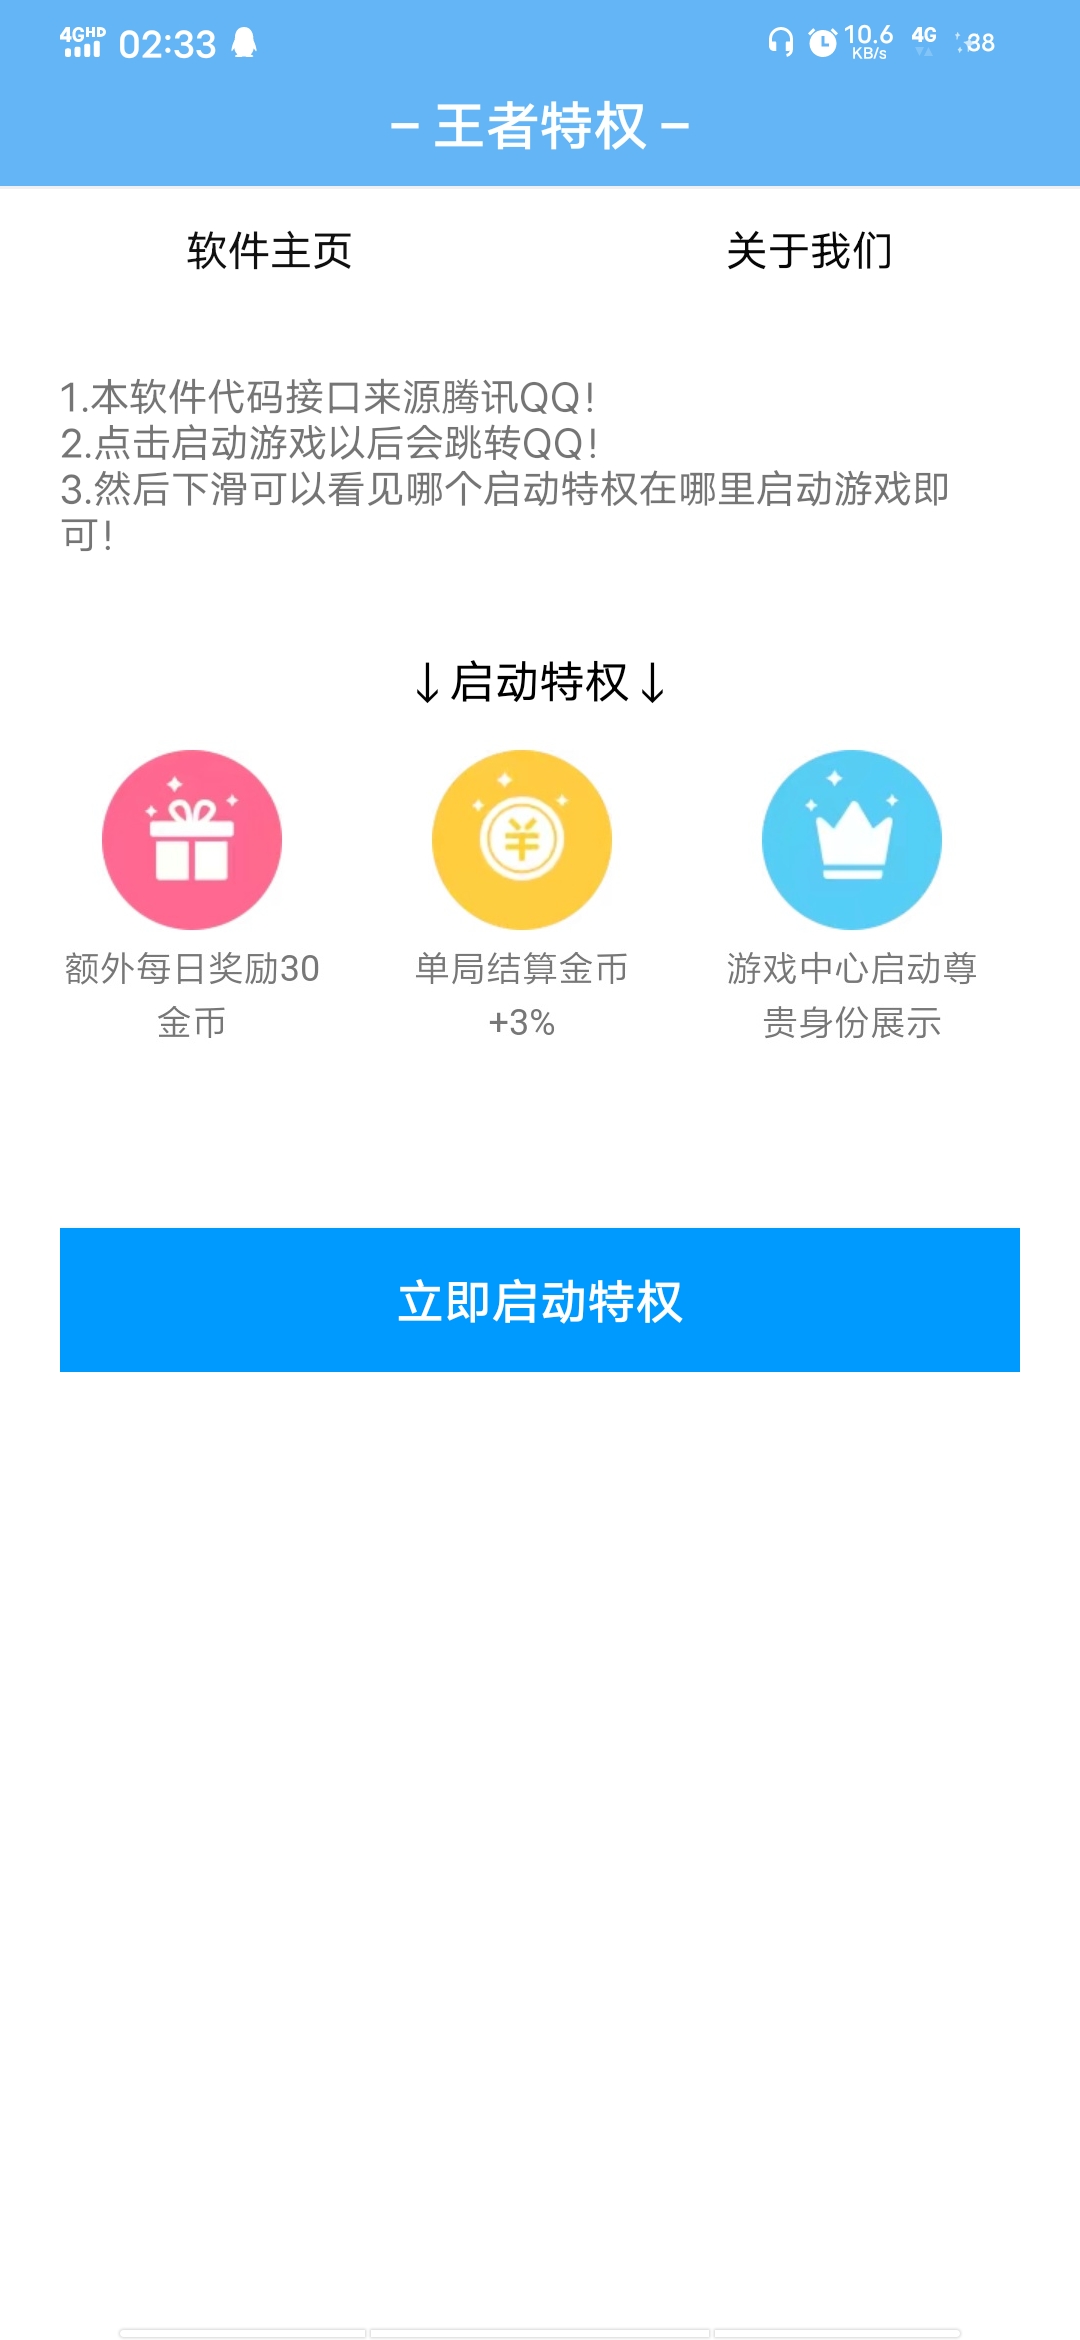 4G HD 02:33 10.6 KB/s 4G 38
– 王者特权 –
软件主页 关于我们
1.本软件代码接口来源腾讯QQ!
2.点击启动游戏以后会跳转QQ!
3.然后下滑可以看见哪个启动特权在哪里启动游戏即
可!
↓启动特权↓
额外每日奖励30 单局结算金币 游戏中心启动尊
金币 +3% 贵身份展示
立即启动特权